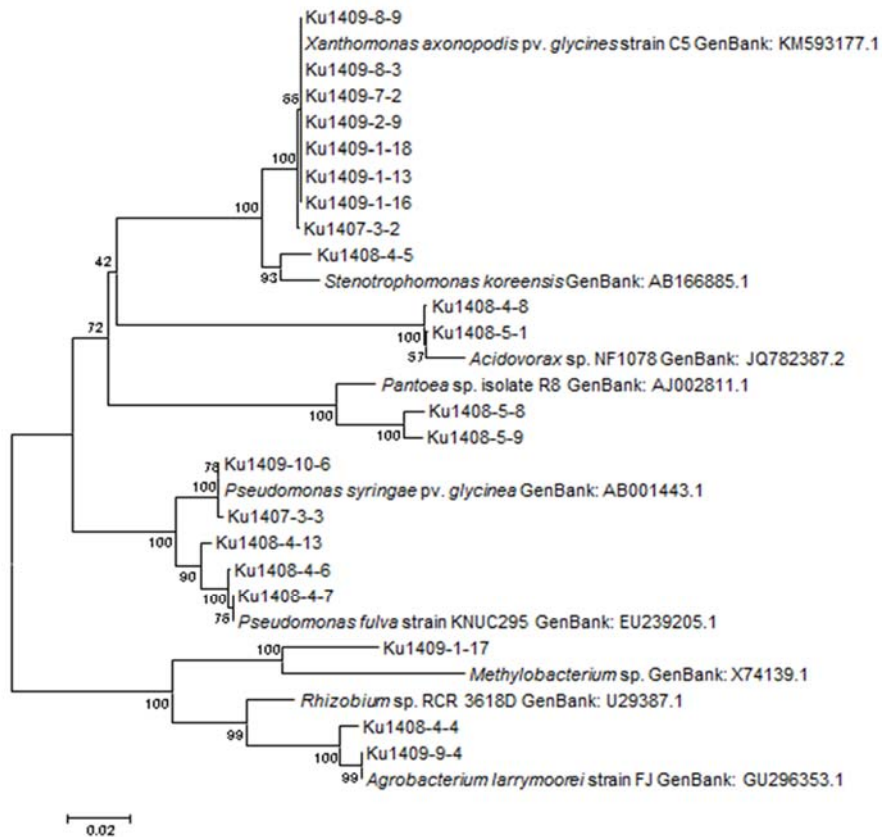 Ku1409-8-9
Xanthomonas axonopodis pv. glycines strain C5 GenBank: KM593177.1
Ku1409-8-3
Ku1409-7-2
Ku1409-2-9
Ku1409-1-18
Ku1409-1-13
Ku1409-1-16
Ku1407-3-2
Ku1408-4-5
Stenotrophomonas koreensis GenBank: AB166885.1
Ku1408-4-8
Ku1408-5-1
Acidovorax sp. NF1078 GenBank: JQ782387.2
Pantoea sp. isolate R8 GenBank: AJ002811.1
Ku1408-5-8
Ku1408-5-9
Ku1409-10-6
Pseudomonas syringae pv. glycinea GenBank: AB001443.1
Ku1407-3-3
Ku1408-4-13
Ku1408-4-6
Ku1408-4-7
Pseudomonas fulva strain KNUC295 GenBank: EU239205.1
Ku1409-1-17
Methylobacterium sp. GenBank: X74139.1
Rhizobium sp. RCR 3618D GenBank: U29387.1
Ku1408-4-4
Ku1409-9-4
Agrobacterium larrymoorei strain FJ GenBank: GU296353.1
100
100
93
42
72
100
57
100
100
78
100
100
90
100
100
100
99
100
99
0.02